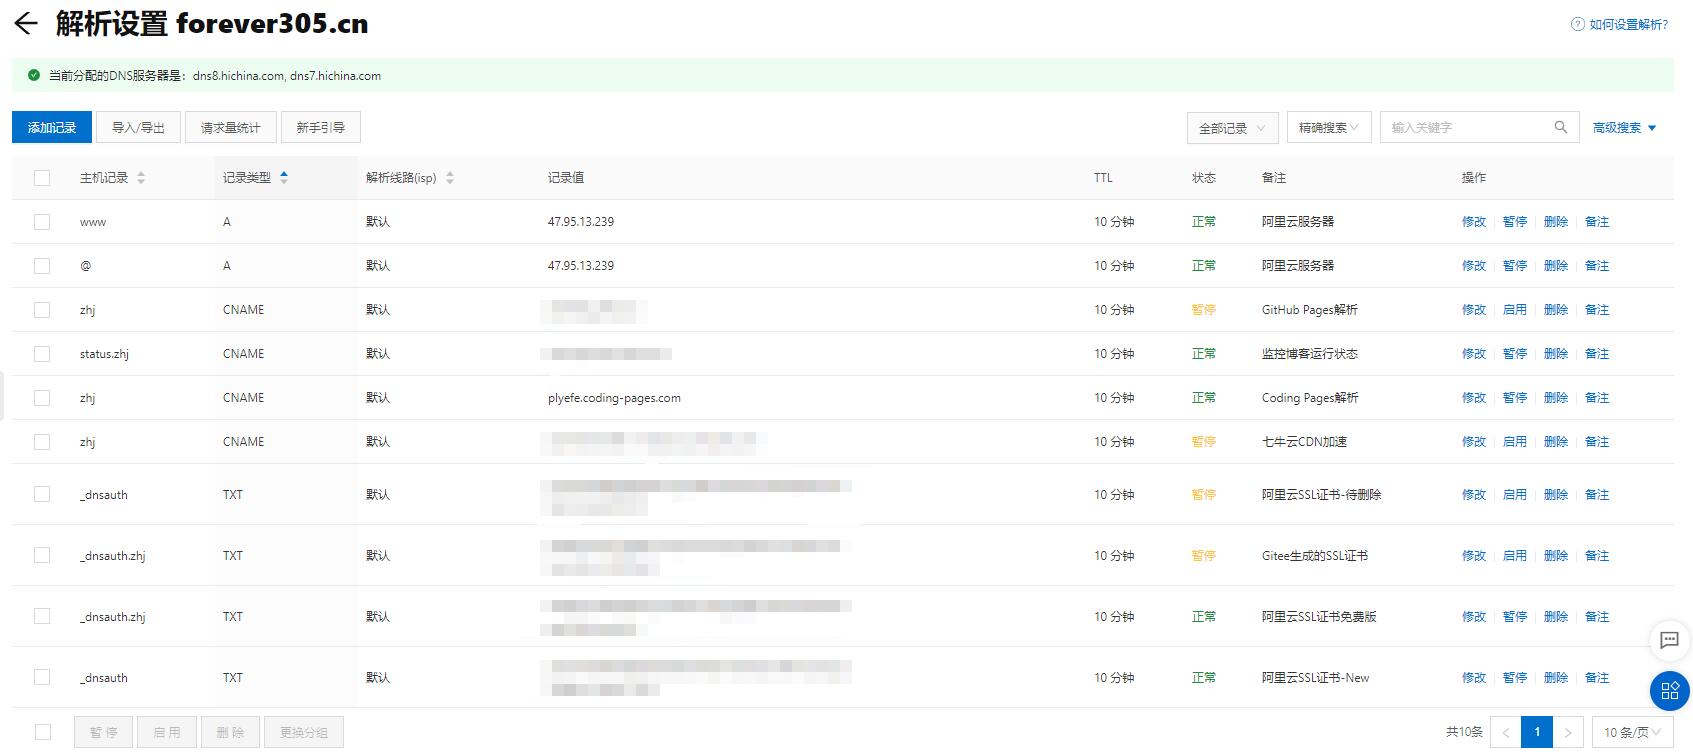 解析设置 forever305.cn
如何设置解析?
当前分配的DNS服务器是：dns8.hichina.com, dns7.hichina.com
添加记录 导入/导出 请求量统计 新手引导 全部记录 精确搜索 输入关键字 高级搜索
主机记录 记录类型 解析线路(isp) 记录值 TTL 状态 备注 操作
www A 默认 47.95.13.239 10 分钟 正常 阿里云服务器 修改 暂停 删除 备注
@ A 默认 47.95.13.239 10 分钟 正常 阿里云服务器 修改 暂停 删除 备注
zhj CNAME 默认 10 分钟 暂停 GitHub Pages解析 修改 启用 删除 备注
status.zhj CNAME 默认 10 分钟 正常 监控博客运行状态 修改 暂停 删除 备注
zhj CNAME 默认 plyefe.coding-pages.com 10 分钟 正常 Coding Pages解析 修改 暂停 删除 备注
zhj CNAME 默认 10 分钟 暂停 七牛云CDN加速 修改 启用 删除 备注
_dnsauth TXT 默认 10 分钟 暂停 阿里云SSL证书-待删除 修改 启用 删除 备注
_dnsauth.zhj TXT 默认 10 分钟 暂停 Gitee生成的SSL证书 修改 启用 删除 备注
_dnsauth.zhj TXT 默认 10 分钟 正常 阿里云SSL证书免费版 修改 暂停 删除 备注
_dnsauth TXT 默认 10 分钟 正常 阿里云SSL证书-New 修改 暂停 删除 备注
暂停 启用 删除 更换分组 共10条 < 1 > 10 条/页